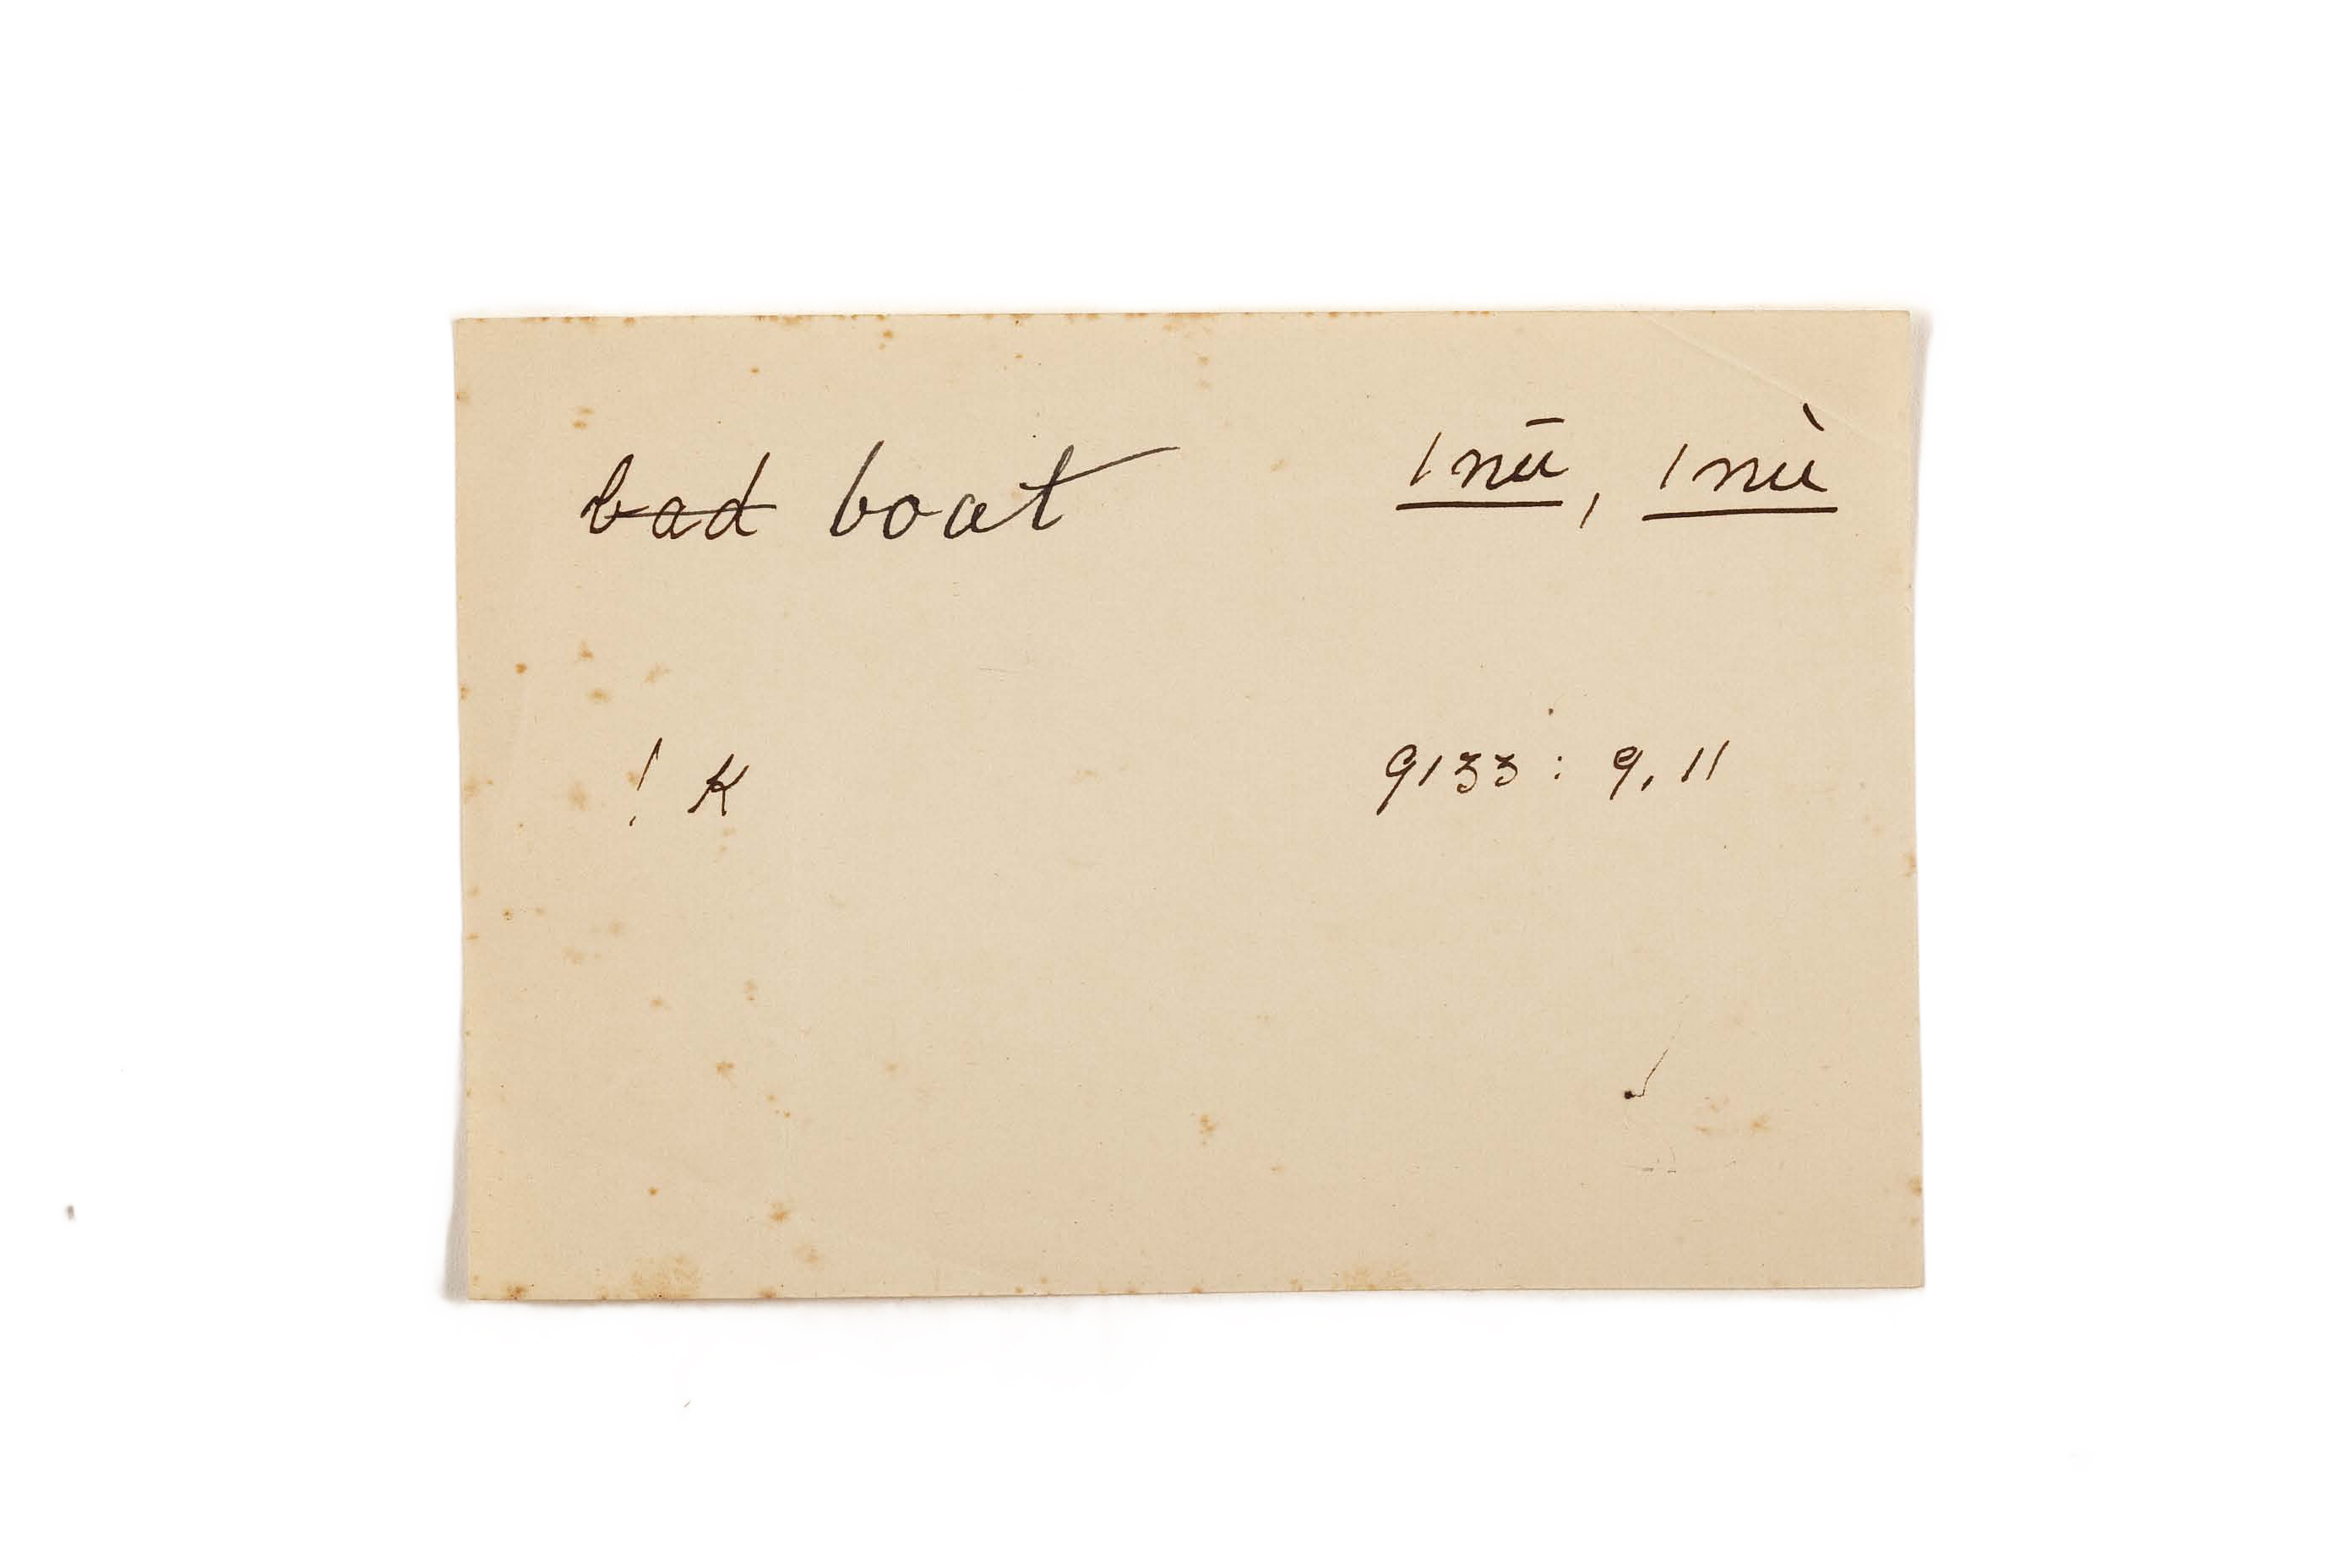 ~~bad~~ boat ǀnū, ǀnù
! K 9133 : 9, 11